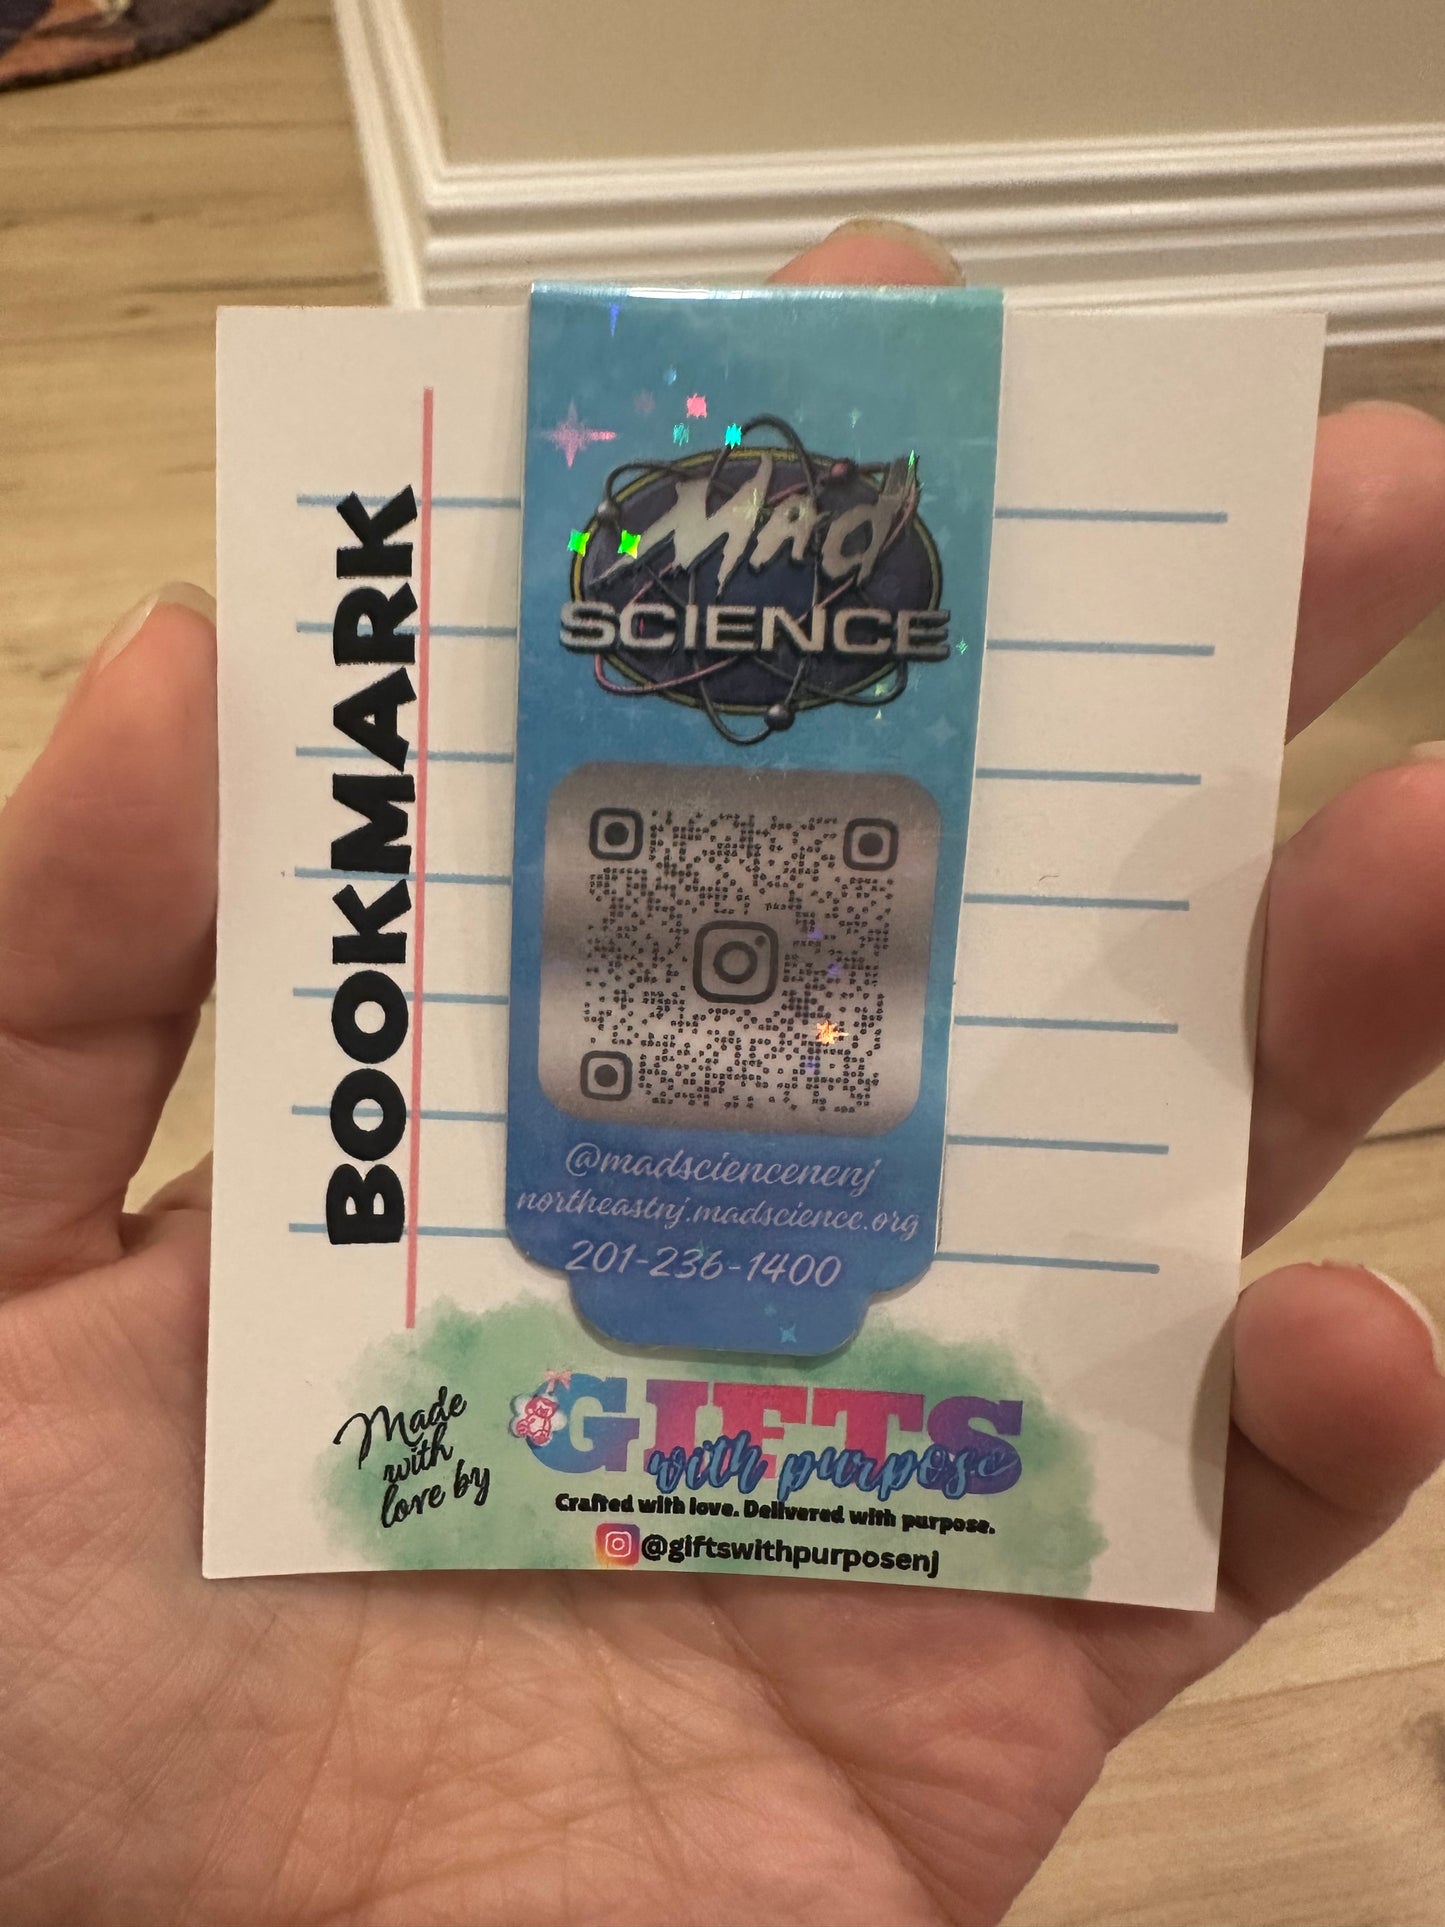 BOOKMARK
Mad
SCIENCE
@madsciencenenj
northeastnj.madscience.org
201-236-1400
Made
with
love by
GIFTS
with purpose
Crafted with love. Delivered with purpose.
@giftswithpurposenj